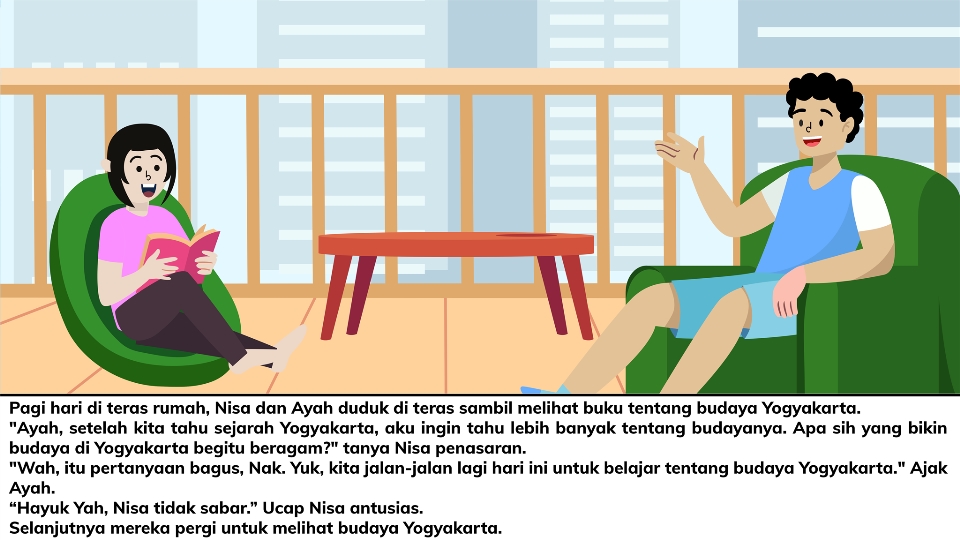 Pagi hari di teras rumah, Nisa dan Ayah duduk di teras sambil melihat buku tentang budaya Yogyakarta.
"Ayah, setelah kita tahu sejarah Yogyakarta, aku ingin tahu lebih banyak tentang budayanya. Apa sih yang bikin
budaya di Yogyakarta begitu beragam?" tanya Nisa penasaran.
"Wah, itu pertanyaan bagus, Nak. Yuk, kita jalan-jalan lagi hari ini untuk belajar tentang budaya Yogyakarta." Ajak
Ayah.
“Hayuk Yah, Nisa tidak sabar.” Ucap Nisa antusias.
Selanjutnya mereka pergi untuk melihat budaya Yogyakarta.